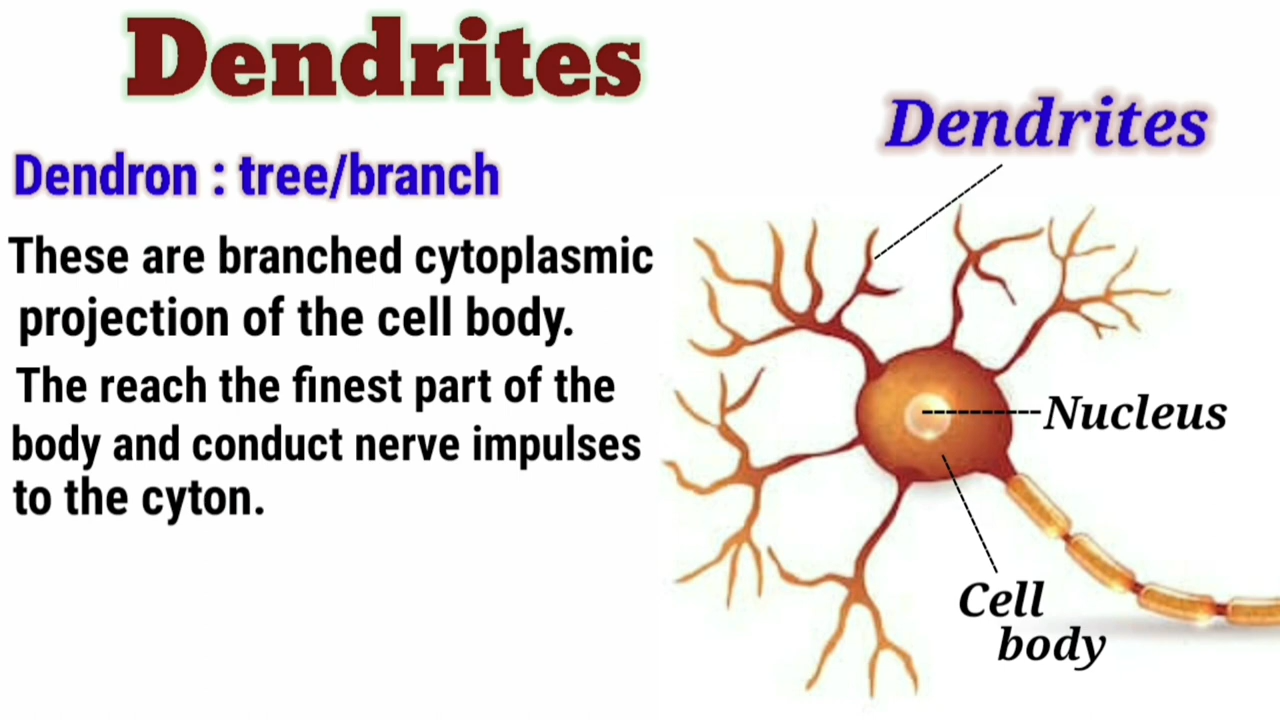 Dendrites
Dendron : tree/branch
These are branched cytoplasmic
projection of the cell body.
The reach the finest part of the
body and conduct nerve impulses
to the cyton.
Dendrites
Nucleus
Cell
body